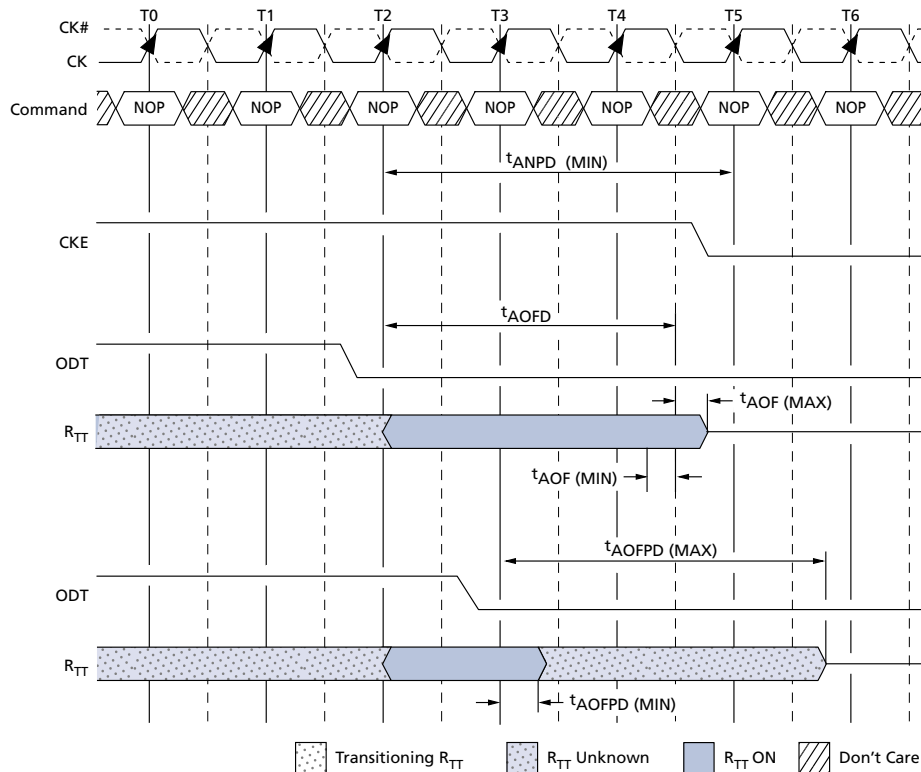 T0 T1 T2 T3 T4 T5 T6
CK#
CK
Command NOP NOP NOP NOP NOP NOP NOP
tANPD (MIN)
CKE
tAOFD
ODT
tAOF (MAX)
RTT
tAOF (MIN)
tAOFPD (MAX)
ODT
RTT
tAOFPD (MIN)
Transitioning RTT RTT Unknown RTT ON Don't Care